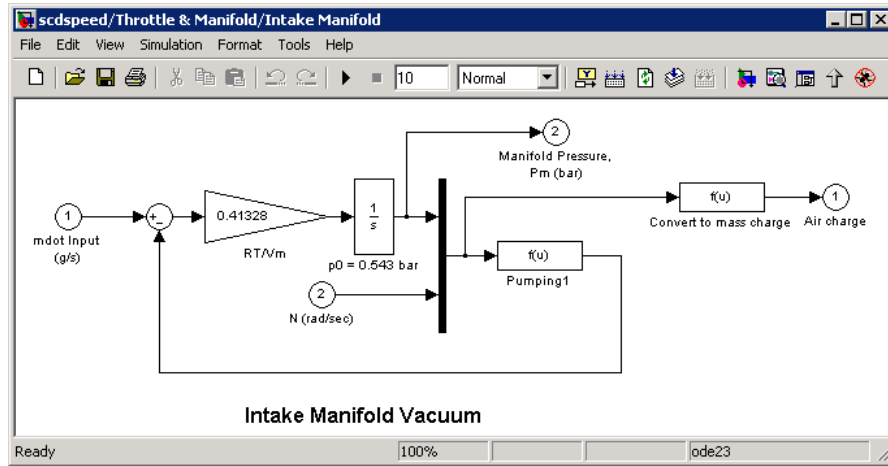 scdspeed/Throttle & Manifold/Intake Manifold
File Edit View Simulation Format Tools Help
10 Normal
2
Manifold Pressure,
Pm (bar)
1
mdot Input
(g/s)
+
-
0.41328
RT/Vm
1
s
p0 = 0.543 bar
2
N (rad/sec)
f(u)
Pumping1
f(u)
Convert to mass charge
1
Air charge
Intake Manifold Vacuum
Ready 100% ode23